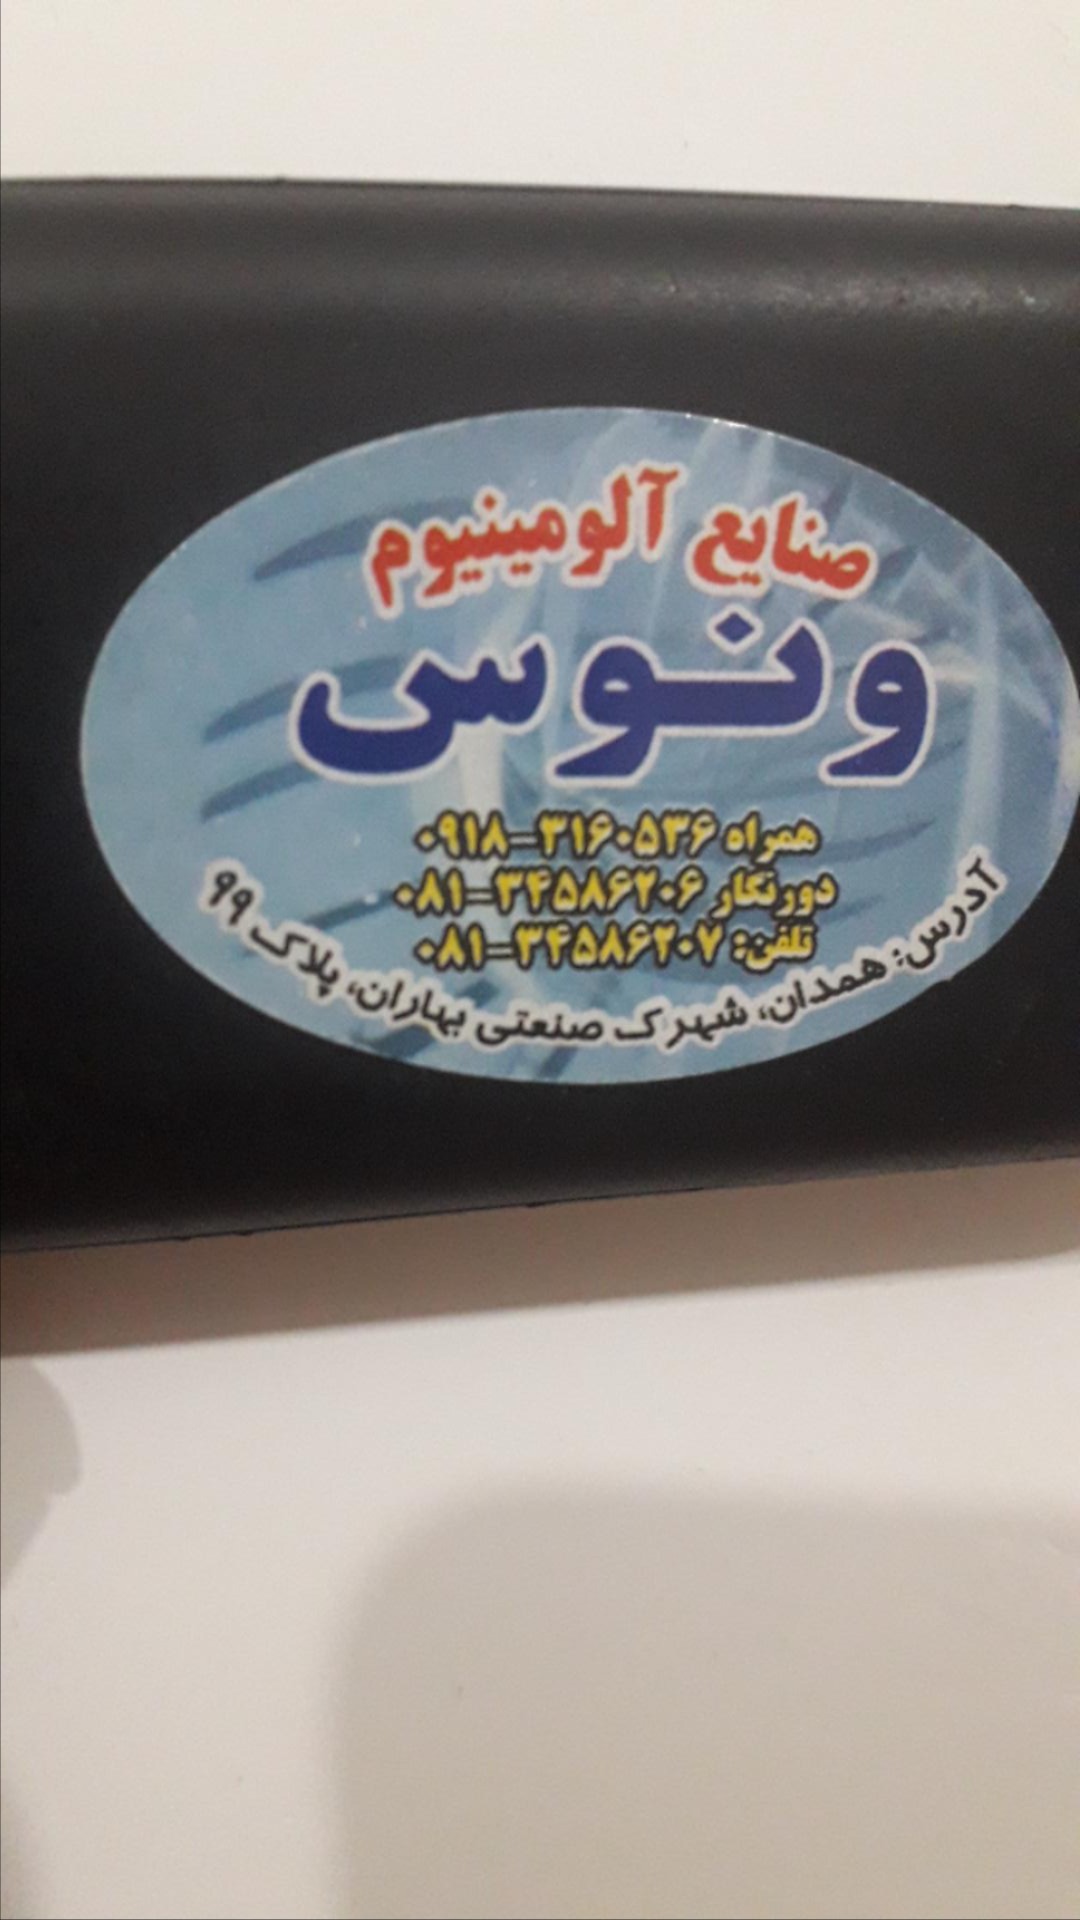 صنایع آلومینیوم
ونوس
همراه ۰۹۱۸-۳۱۶۰۵۳۶
دورنگار ۰۸۱-۳۴۵۸۶۲۰۶
تلفن: ۰۸۱-۳۴۵۸۶۲۰۷
آدرس: همدان، شهرک صنعتی بهاران، پلاک ۹۹